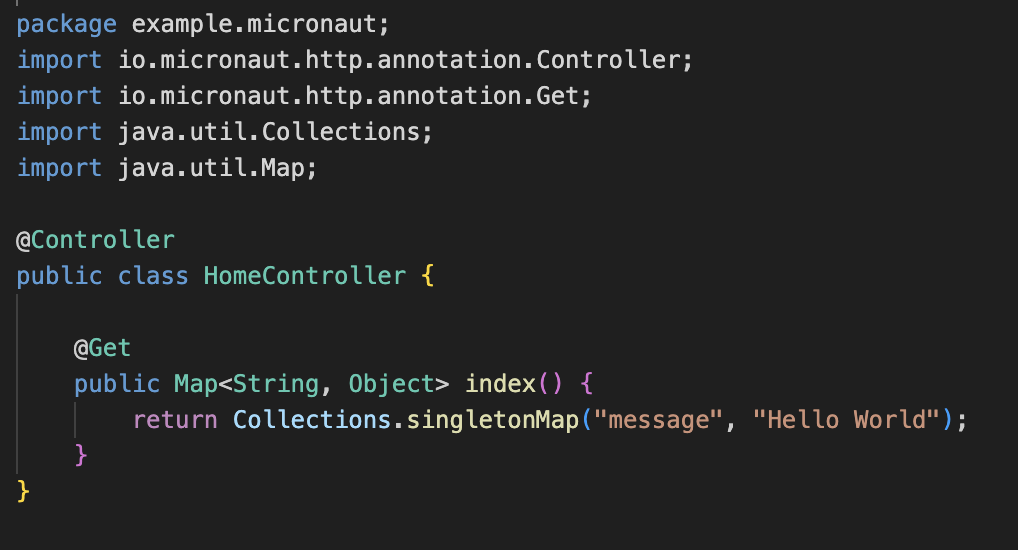 package example.micronaut;
import io.micronaut.http.annotation.Controller;
import io.micronaut.http.annotation.Get;
import java.util.Collections;
import java.util.Map;

@Controller
public class HomeController {

    @Get
    public Map<String, Object> index() {
        return Collections.singletonMap("message", "Hello World");
    }
}